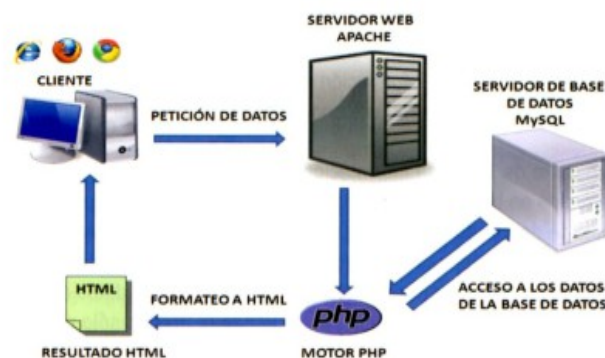 SERVIDOR WEB
APACHE
CLIENTE
SERVIDOR DE BASE
DE DATOS
MySQL
PETICIÓN DE DATOS
HTML
FORMATEO A HTML
php
ACCESO A LOS DATOS
DE LA BASE DE DATOS
RESULTADO HTML
MOTOR PHP